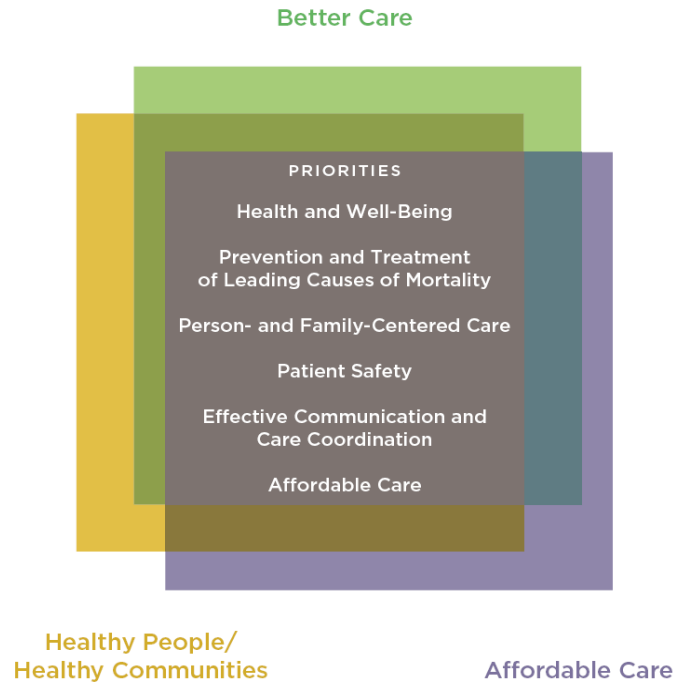 Better Care
PRIORITIES
Health and Well-Being
Prevention and Treatment
of Leading Causes of Mortality
Person- and Family-Centered Care
Patient Safety
Effective Communication and
Care Coordination
Affordable Care
Healthy People/
Healthy Communities
Affordable Care